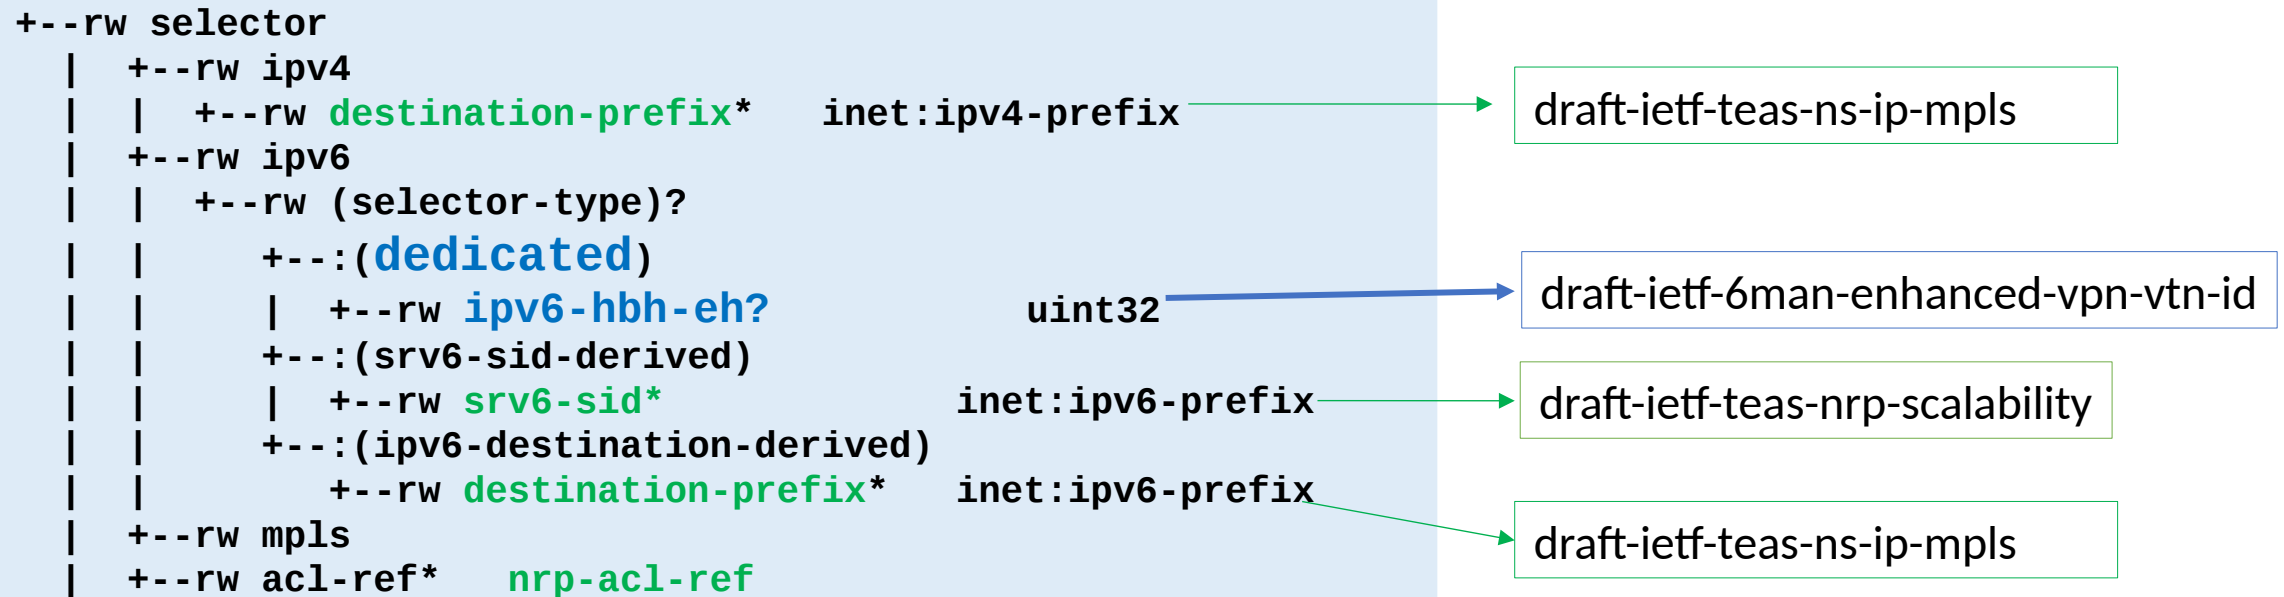 +--rw selector
|  +--rw ipv4
|  |  +--rw destination-prefix*   inet:ipv4-prefix
draft-ietf-teas-ns-ip-mpls
|  +--rw ipv6
|  |  +--rw (selector-type)?
|  |     +--:(dedicated)
|  |     |  +--rw ipv6-hbh-eh?           uint32
draft-ietf-6man-enhanced-vpn-vtn-id
|  |     +--:(srv6-sid-derived)
|  |     |  +--rw srv6-sid*             inet:ipv6-prefix
draft-ietf-teas-nrp-scalability
|  |     +--:(ipv6-destination-derived)
|  |        +--rw destination-prefix*   inet:ipv6-prefix
draft-ietf-teas-ns-ip-mpls
|  +--rw mpls
|  +--rw acl-ref*   nrp-acl-ref